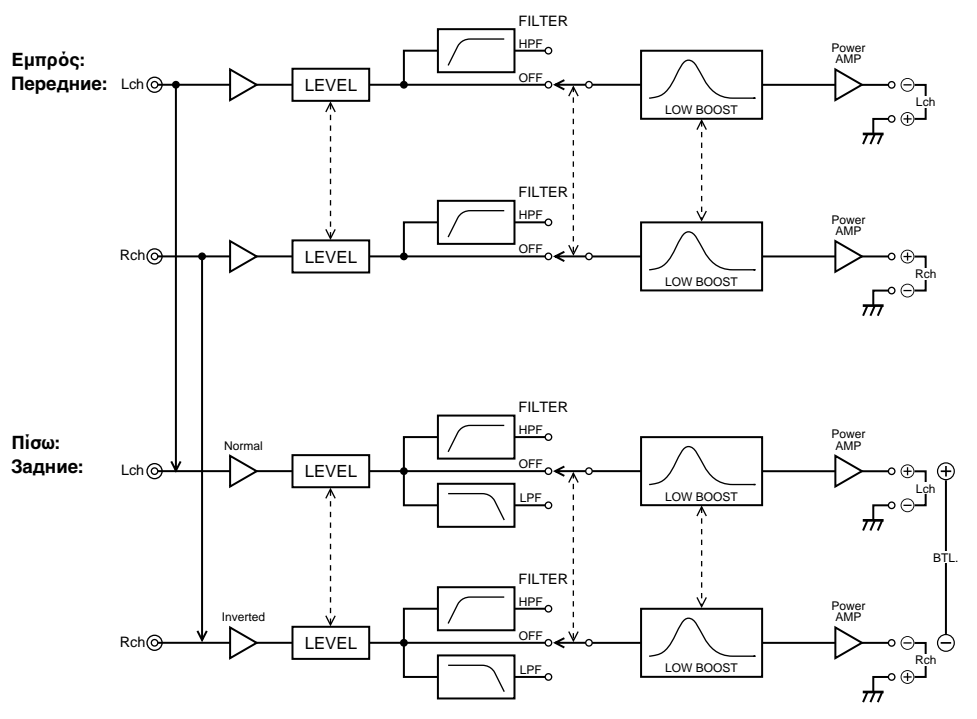 FILTER
HPF
OFF
Εμπρός:
Передние: Lch
LEVEL
LOW BOOST
Power
AMP
⊖
Lch
⊕
FILTER
HPF
OFF
Rch
LEVEL
LOW BOOST
Power
AMP
⊕
Rch
⊖
FILTER
HPF
OFF
LPF
Πίσω:
Задние: Lch
Normal
LEVEL
LOW BOOST
Power
AMP
⊕
Lch
⊖
⊕
BTL.
⊖
FILTER
HPF
OFF
LPF
Rch
Inverted
LEVEL
LOW BOOST
Power
AMP
⊖
Rch
⊕